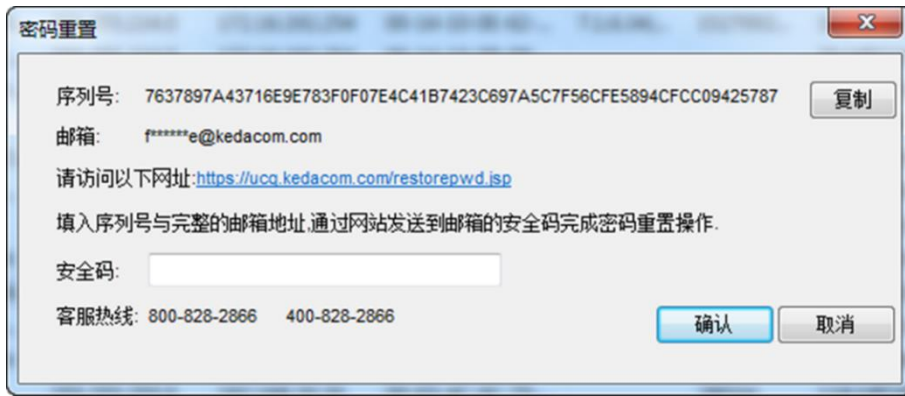 密码重置
序列号: 7637897A43716E9E783F0F07E4C41B7423C697A5C7F56CFE5894CFCC09425787 复制
邮箱: f******e@kedacom.com
请访问以下网址:https://ucq.kedacom.com/restorepwd.jsp
填入序列号与完整的邮箱地址,通过网站发送到邮箱的安全码完成密码重置操作.
安全码:
客服热线: 800-828-2866 400-828-2866 确认 取消